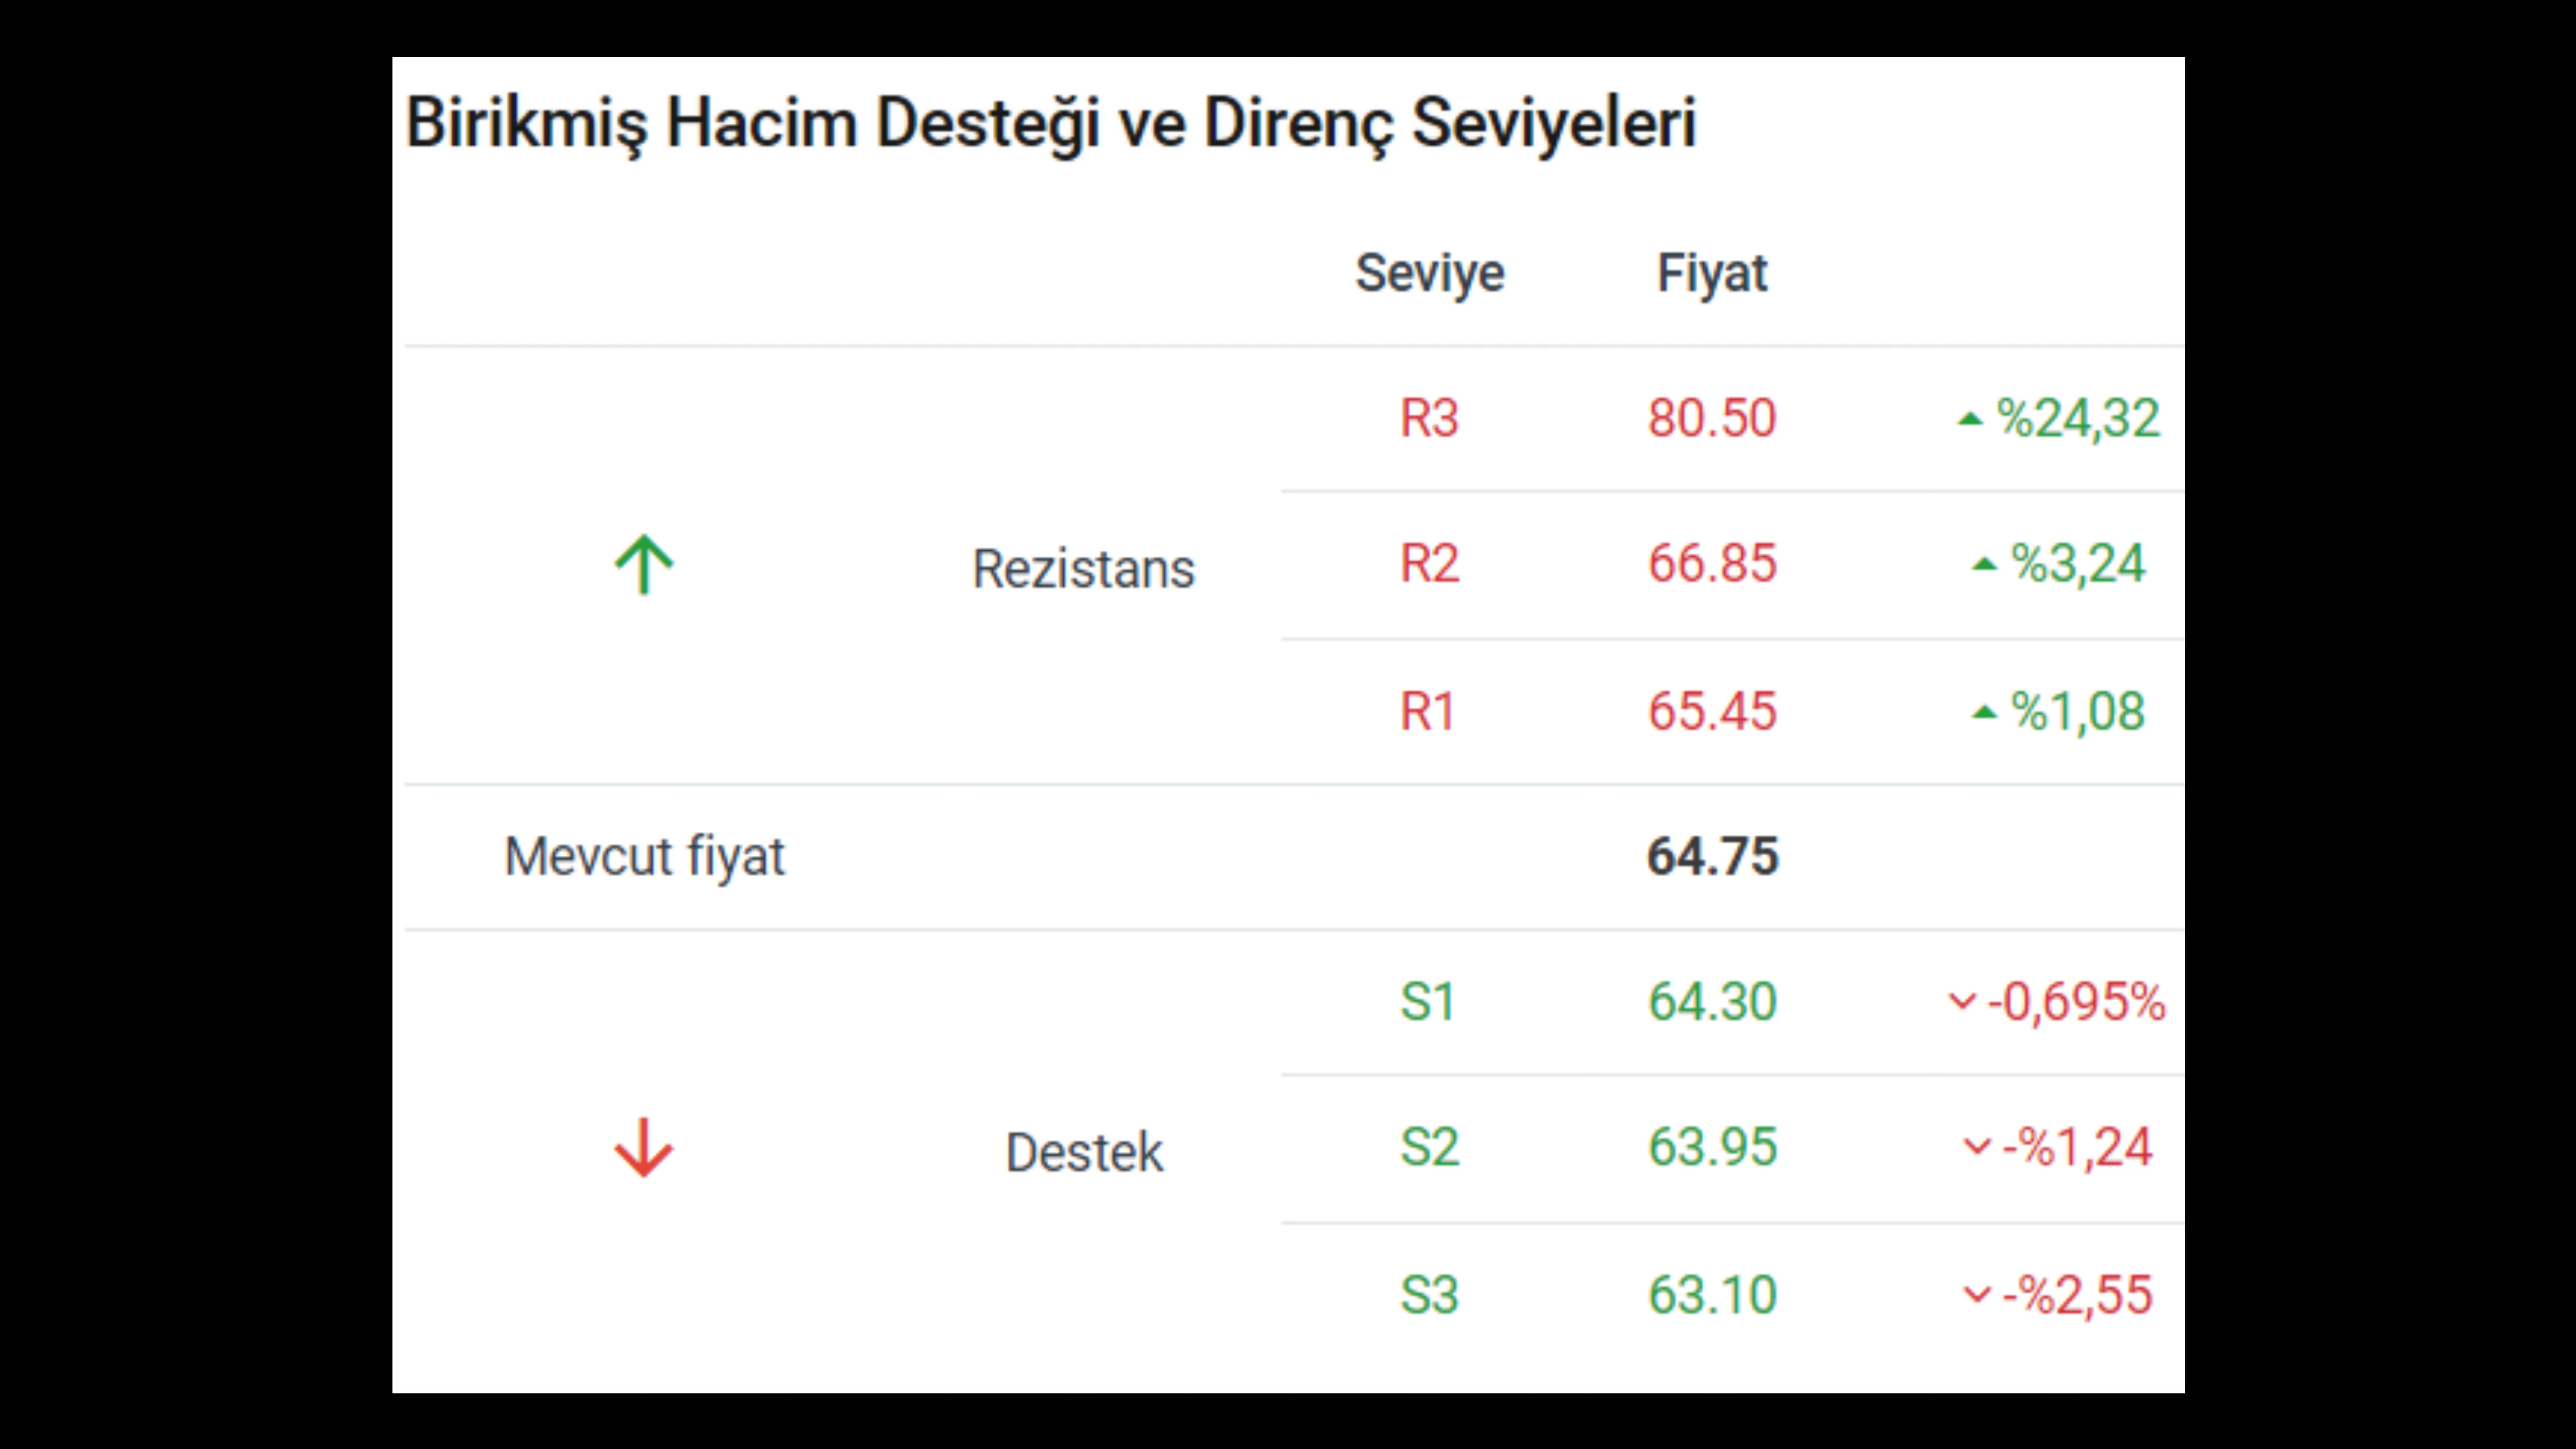 Birikmiş Hacim Desteği ve Direnç Seviyeleri
Seviye Fiyat
R3 80.50 %24,32
Rezistans R2 66.85 %3,24
R1 65.45 %1,08
Mevcut fiyat 64.75
S1 64.30 -0,695%
Destek S2 63.95 -%1,24
S3 63.10 -%2,55